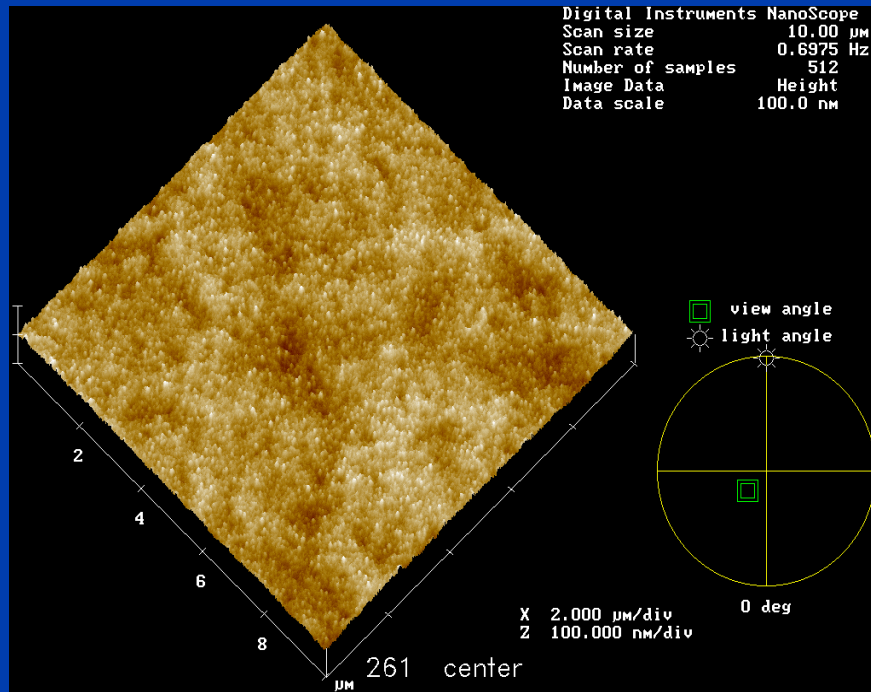 Digital Instruments NanoScope
Scan size 10.00 µm
Scan rate 0.6975 Hz
Number of samples 512
Image Data Height
Data scale 100.0 nm
view angle
light angle
2
4
6
8
µm
0 deg
X 2.000 µm/div
Z 100.000 nm/div
261 center